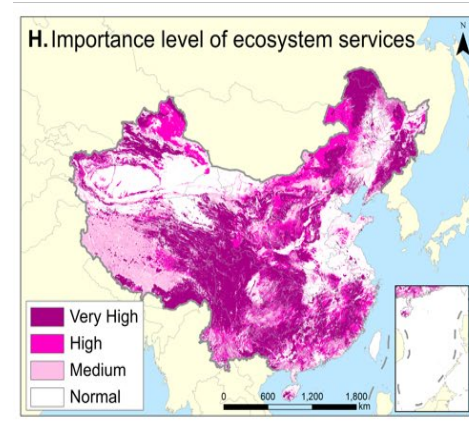 H. Importance level of ecosystem services
N
Very High
High
Medium
Normal
0 600 1,200 1,800
km